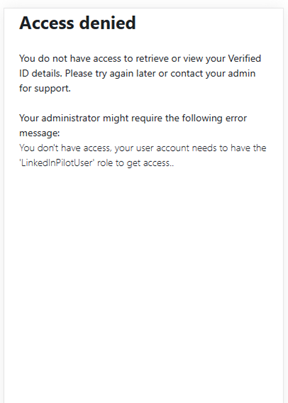 Access denied
You do not have access to retrieve or view your Verified
ID details. Please try again later or contact your admin
for support.
Your administrator might require the following error
message:
You don't have access, your user account needs to have the
'LinkedInPilotUser' role to get access..